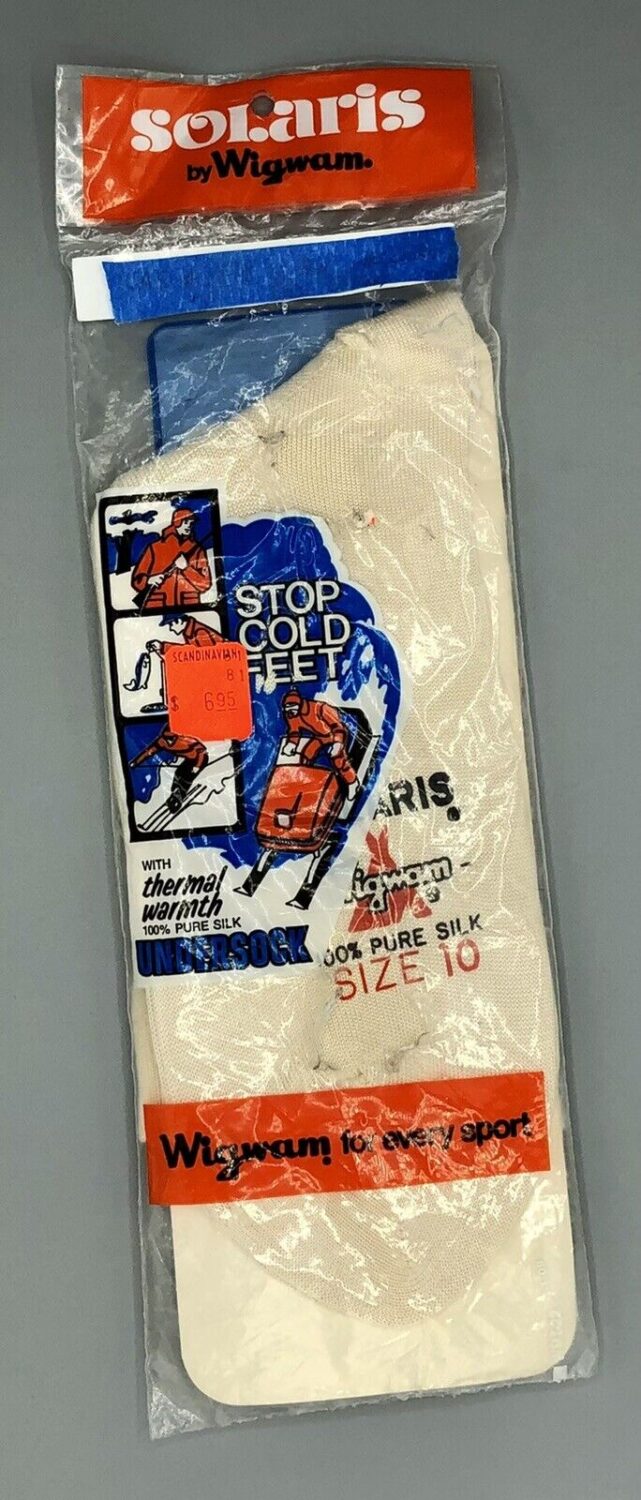 SOLARIS
by Wigwam.
STOP
COLD
FEET
SCANDINAVIAN
81
$ 6.95
WITH
thermal
warmth
100% PURE SILK
UNDERSOCK
ARIS
igwam
00% PURE SILK
SIZE 10
Wigwam for every sport